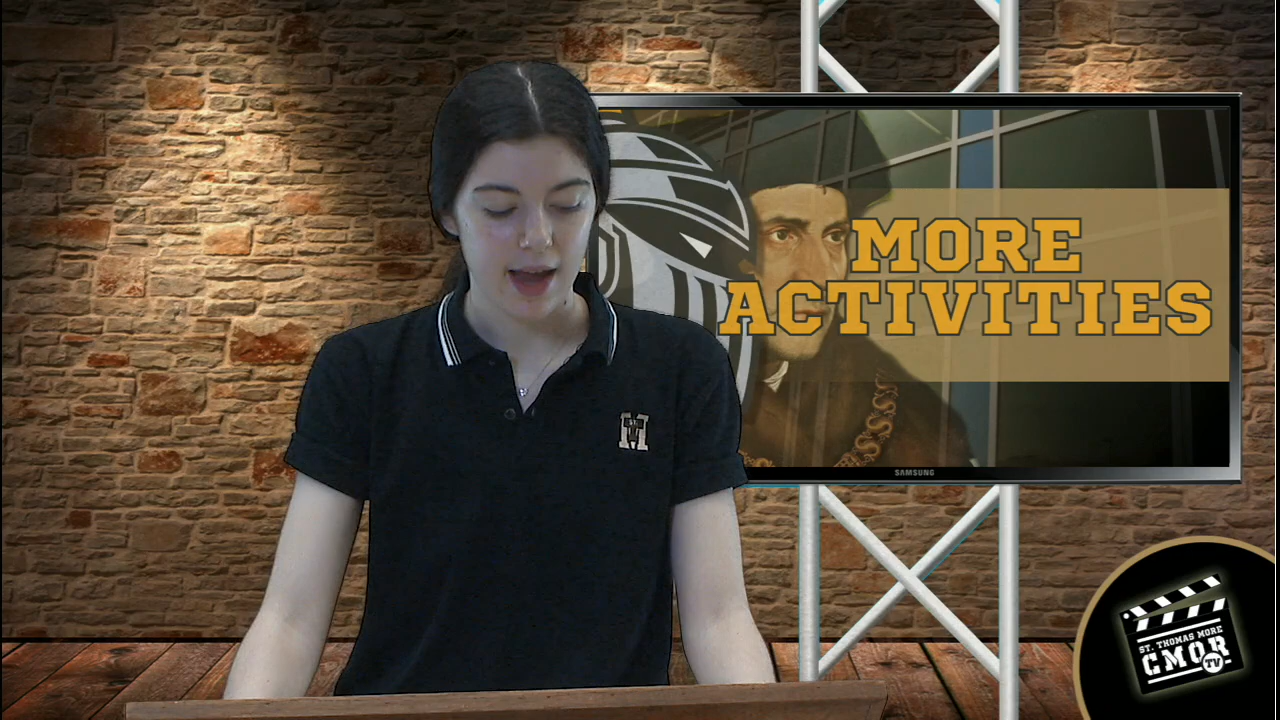 MORE
ACTIVITIES
M
SAMSUNG
ST. THOMAS MORE
CMOR
TV